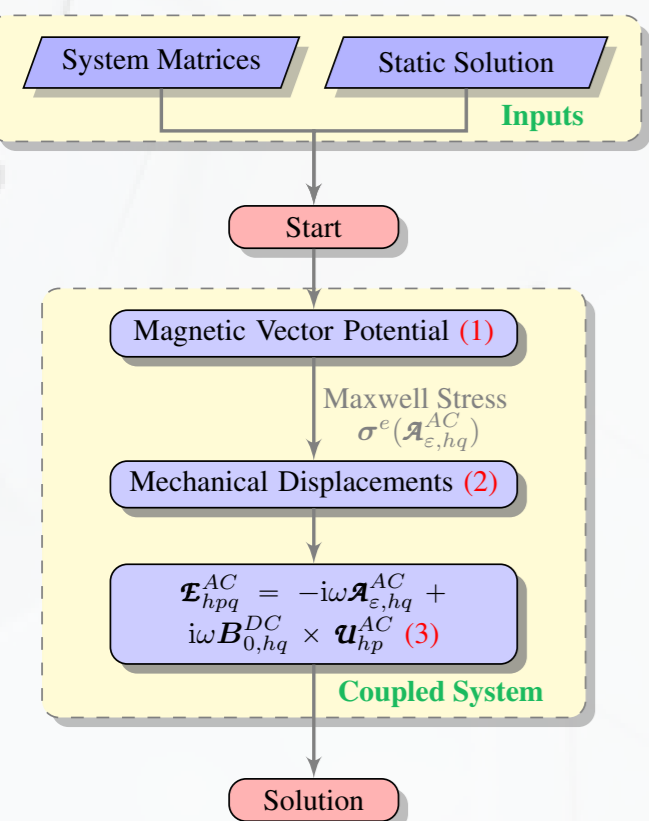 System Matrices
Static Solution
Inputs
Start
Magnetic Vector Potential (1)
Maxwell Stress
𝝈^e(𝓐^{AC}_{ε,hq})
Mechanical Displacements (2)
𝓔^{AC}_{hpq} = −iω𝓐^{AC}_{ε,hq} +
iω𝑩^{DC}_{0,hq} × 𝓤^{AC}_{hp} (3)
Coupled System
Solution